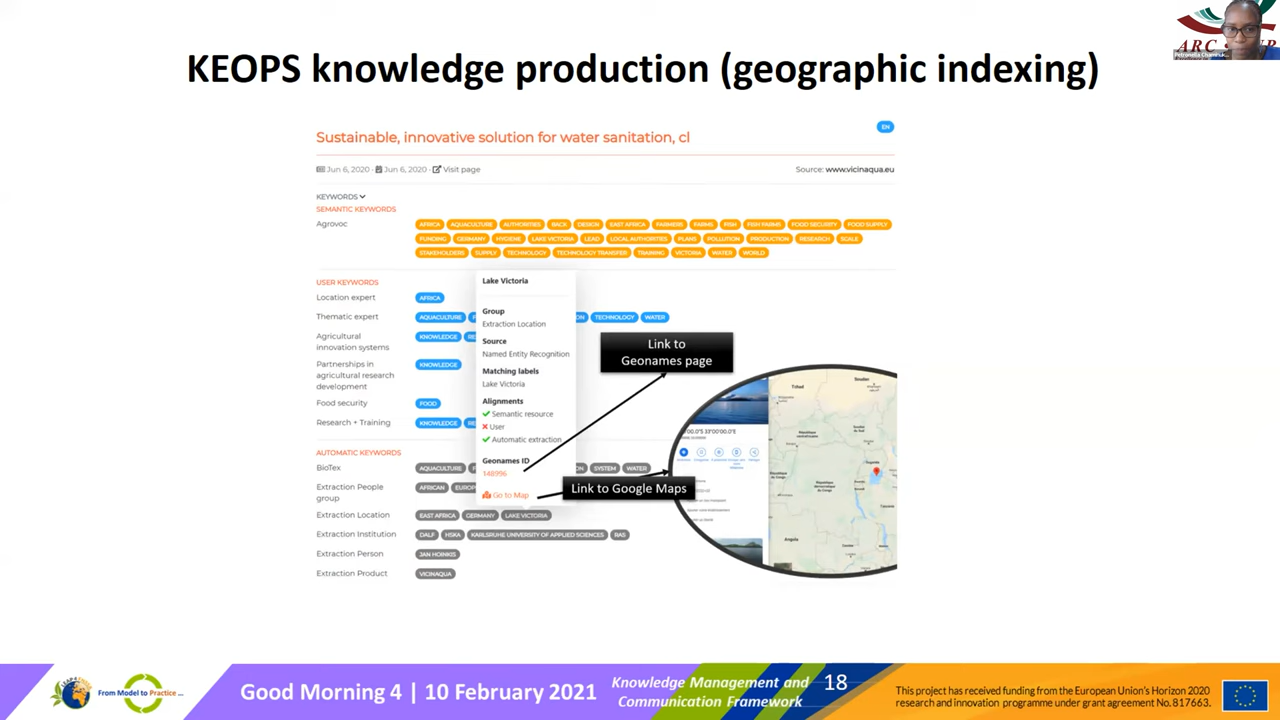 ARC
KEOPS knowledge production (geographic indexing)
Sustainable, innovative solution for water sanitation, cl
EN
Jun 6, 2020 · Jun 6, 2020 · Visit page
Source: www.vicinaqua.eu
KEYWORDS
SEMANTIC KEYWORDS
Agrovoc
AFRICA AQUACULTURE AUTHORITIES BACK DESIGN EAST AFRICA FARMERS FARMS FISH FISH FARMS FOOD SECURITY FOOD SUPPLY
FUNDING GERMANY HYGIENE LAKE VICTORIA LEAD LOCAL AUTHORITIES PLANS POLLUTION PRODUCTION RESEARCH SCALE
STAKEHOLDERS SUPPLY TECHNOLOGY TECHNOLOGY TRANSFER TRAINING VICTORIA WATER WORLD
USER KEYWORDS
Location expert AFRICA
Thematic expert AQUACULTURE TECHNOLOGY WATER
Agricultural
innovation systems
KNOWLEDGE
Partnerships in
agricultural research
development
KNOWLEDGE
Food security FOOD
Research + Training KNOWLEDGE
AUTOMATIC KEYWORDS
BioTex AQUACULTURE SYSTEM WATER
Extraction People
group
AFRICAN
Extraction Location EAST AFRICA GERMANY LAKE VICTORIA
Extraction Institution DALF HSKA KARLSRUHE UNIVERSITY OF APPLIED SCIENCES RAS
Extraction Person JAN HOINKIS
Extraction Product VICINAQUA
Lake Victoria
Group
Extraction Location
Source
Named Entity Recognition
Matching labels
Lake Victoria
Alignments
Semantic resource
User
Automatic extraction
Geonames ID
148996
Go to Map
Link to
Geonames page
Link to Google Maps
Tchad
Angola
From Model to Practice ...
Good Morning 4 | 10 February 2021
Knowledge Management and
Communication Framework
18
This project has received funding from the European Union's Horizon 2020
research and innovation programme under grant agreement No. 817663.